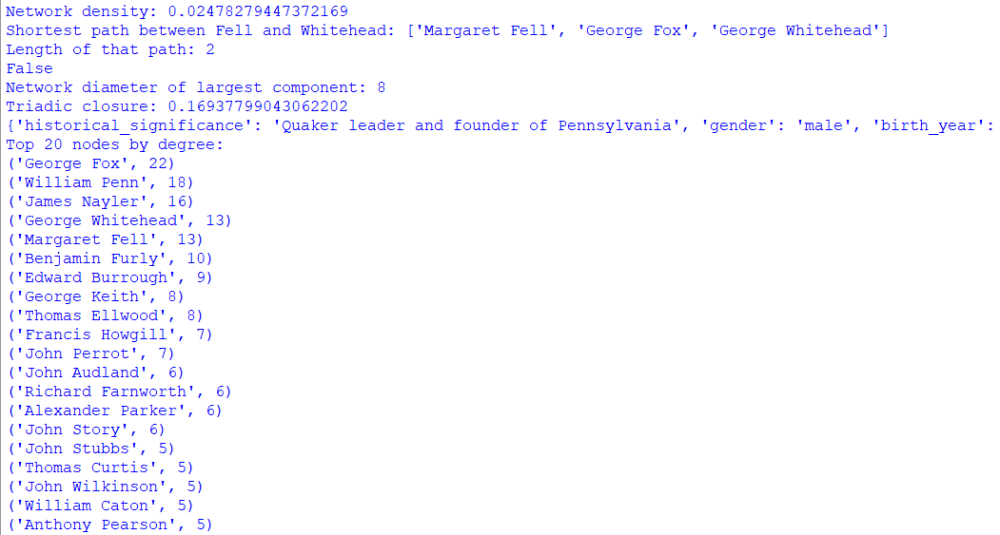 Network density: 0.02478279447372169
Shortest path between Fell and Whitehead: ['Margaret Fell', 'George Fox', 'George Whitehead']
Length of that path: 2
False
Network diameter of largest component: 8
Triadic closure: 0.16937799043062202
{'historical_significance': 'Quaker leader and founder of Pennsylvania', 'gender': 'male', 'birth_year':
Top 20 nodes by degree:
('George Fox', 22)
('William Penn', 18)
('James Nayler', 16)
('George Whitehead', 13)
('Margaret Fell', 13)
('Benjamin Furly', 10)
('Edward Burrough', 9)
('George Keith', 8)
('Thomas Ellwood', 8)
('Francis Howgill', 7)
('John Perrot', 7)
('John Audland', 6)
('Richard Farnworth', 6)
('Alexander Parker', 6)
('John Story', 6)
('John Stubbs', 5)
('Thomas Curtis', 5)
('John Wilkinson', 5)
('William Caton', 5)
('Anthony Pearson', 5)